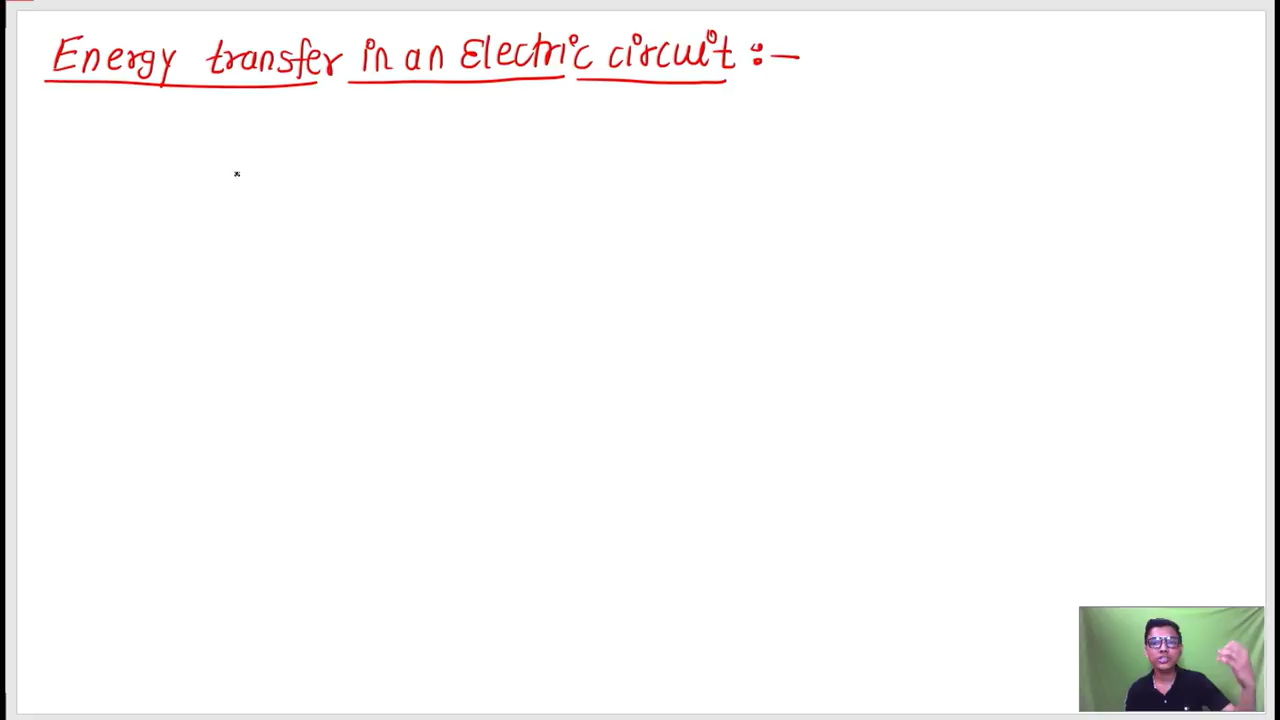 Energy transfer in an Electric circuit :-